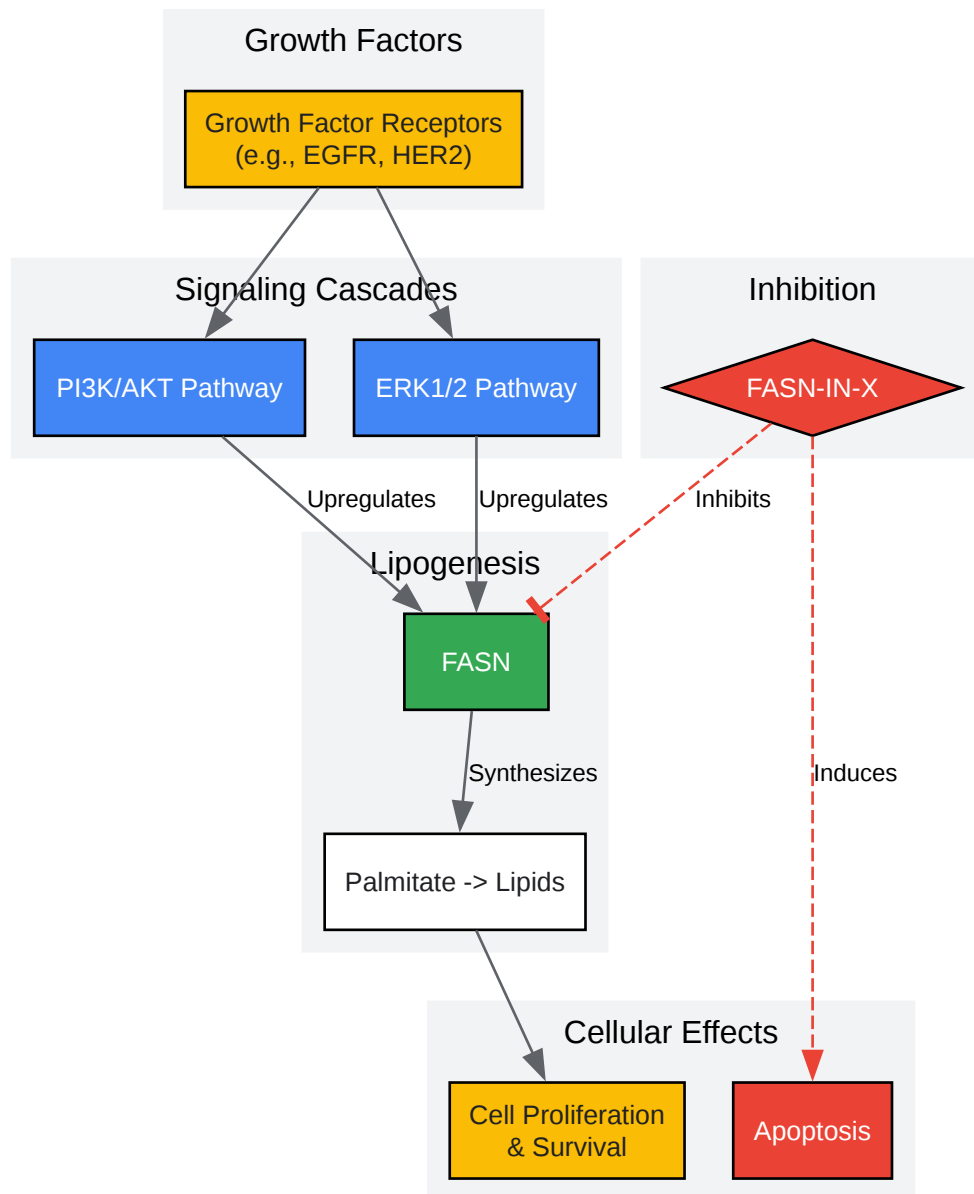 Growth Factors
Growth Factor Receptors
(e.g., EGFR, HER2)
Signaling Cascades
Inhibition
PI3K/AKT Pathway
ERK1/2 Pathway
FASN-IN-X
Upregulates
Upregulates
Inhibits
Lipogenesis
FASN
Synthesizes
Induces
Palmitate -> Lipids
Cellular Effects
Cell Proliferation
& Survival
Apoptosis